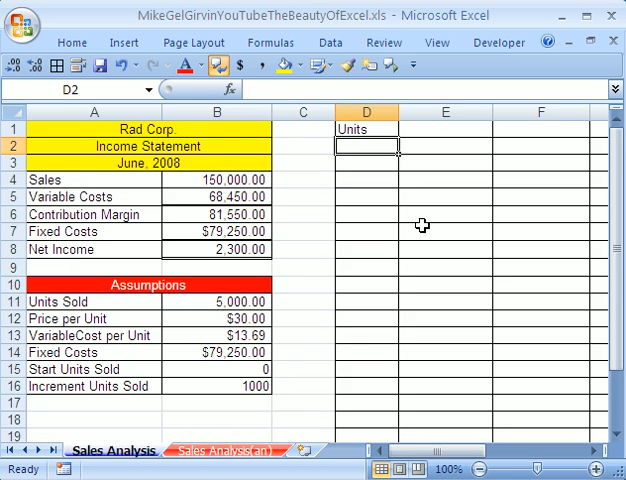 MikeGelGirvinYouTubeTheBeautyOfExcel.xls - Microsoft Excel
Home Insert Page Layout Formulas Data Review View Developer
D2 fx
A B C D E F
1 Rad Corp. Units
2 Income Statement
3 June, 2008
4 Sales 150,000.00
5 Variable Costs 68,450.00
6 Contribution Margin 81,550.00
7 Fixed Costs $79,250.00
8 Net Income 2,300.00
9
10 Assumptions
11 Units Sold 5,000.00
12 Price per Unit $30.00
13 VariableCost per Unit $13.69
14 Fixed Costs $79,250.00
15 Start Units Sold 0
16 Increment Units Sold 1000
17
18
19
Sales Analysis Sales Analysis(an)
Ready 100%